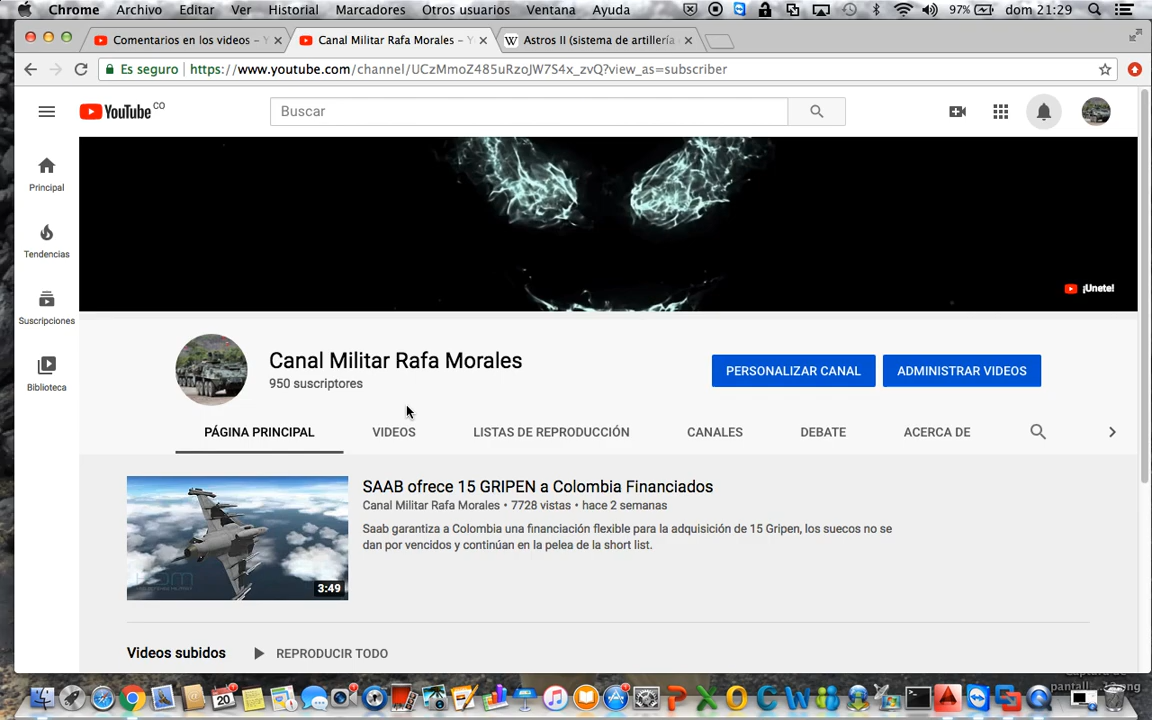 Chrome Archivo Editar Ver Historial Marcadores Otros usuarios Ventana Ayuda 97% dom 21:29
Comentarios en los videos – Y
Canal Militar Rafa Morales – Y
Astros II (sistema de artillería
Es seguro https://www.youtube.com/channel/UCzMmoZ485uRzoJW7S4x_zvQ?view_as=subscriber
YouTube CO
Buscar
Principal
Tendencias
Suscripciones
Biblioteca
¡Unete!
Canal Militar Rafa Morales
950 suscriptores
PERSONALIZAR CANAL
ADMINISTRAR VIDEOS
PÁGINA PRINCIPAL VIDEOS LISTAS DE REPRODUCCIÓN CANALES DEBATE ACERCA DE
SAAB ofrece 15 GRIPEN a Colombia Financiados
Canal Militar Rafa Morales • 7728 vistas • hace 2 semanas
Saab garantiza a Colombia una financiación flexible para la adquisición de 15 Gripen, los suecos no se
dan por vencidos y continúan en la pelea de la short list.
3:49
Videos subidos
REPRODUCIR TODO
20